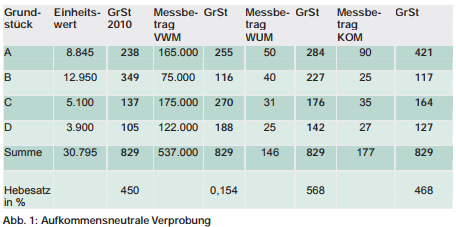 Grund- Einheits- GrSt Messbe- GrSt Messbe- GrSt Messbe- GrSt
stück wert 2010 trag trag trag
VWM WUM KOM
A 8.845 238 165.000 255 50 284 90 421
B 12.950 349 75.000 116 40 227 25 117
C 5.100 137 175.000 270 31 176 35 164
D 3.900 105 122.000 188 25 142 27 127
Summe 30.795 829 537.000 829 146 829 177 829
Hebesatz 450 0,154 568 468
in %
Abb. 1: Aufkommensneutrale Verprobung